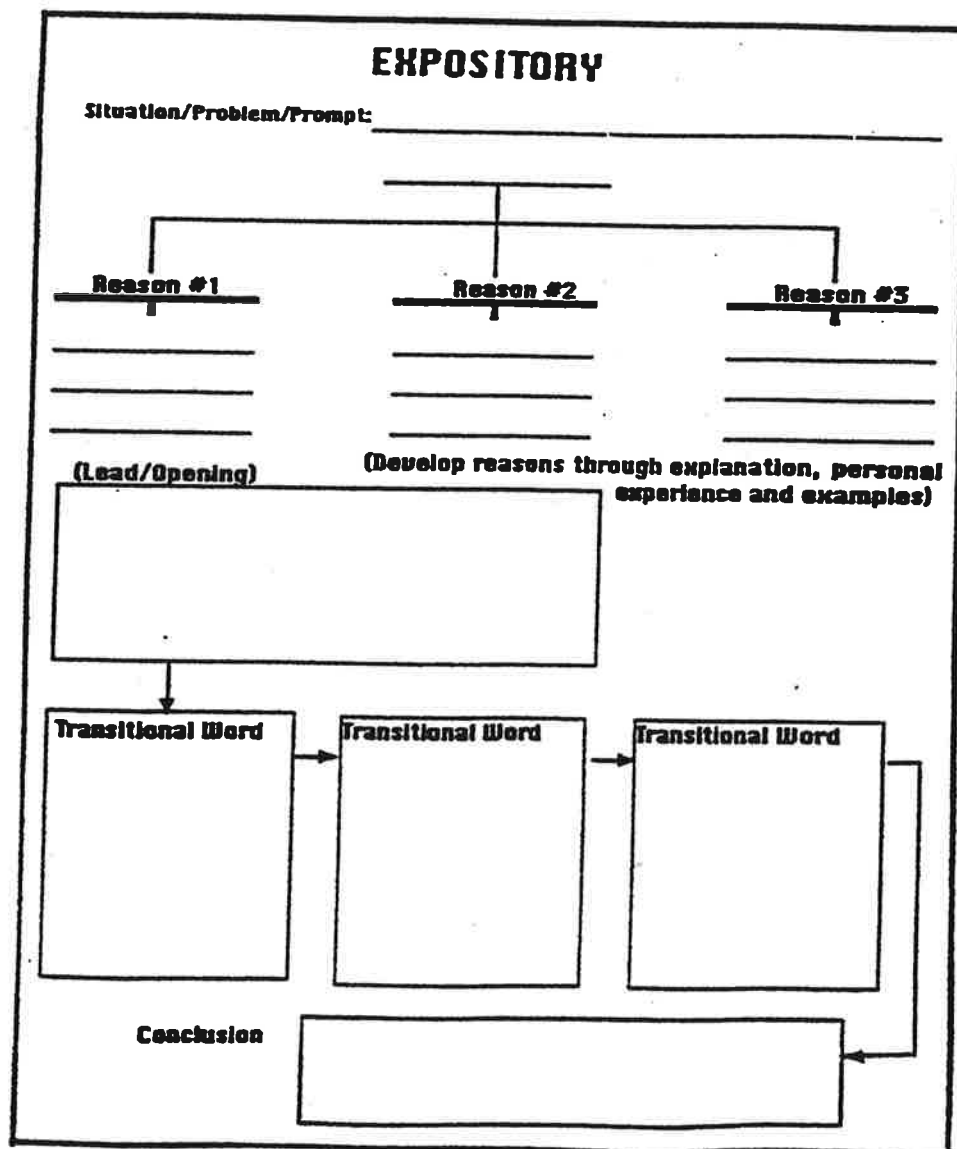 EXPOSITORY
Situation/Problem/Prompt:
Reason #1
Reason #2
Reason #3
(Lead/Opening)
(Develop reasons through explanation, personal
experience and examples)
Transitional Word
Transitional Word
Transitional Word
Conclusion